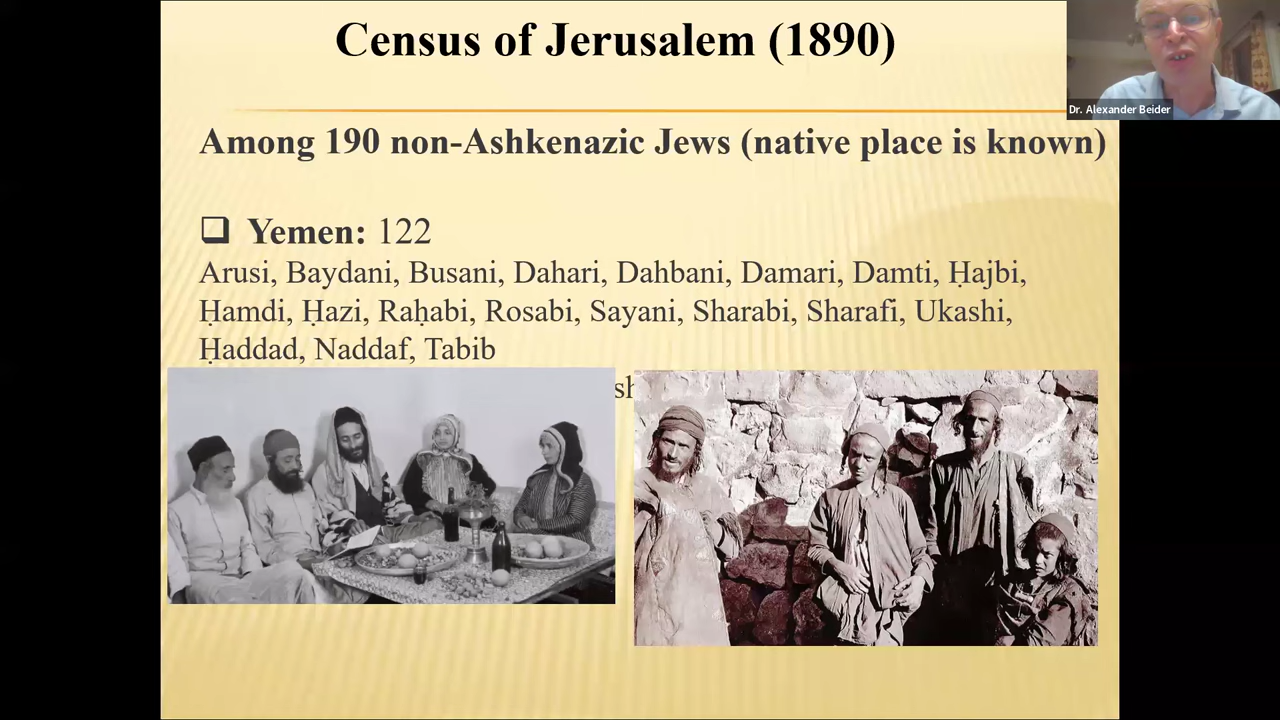 Census of Jerusalem (1890)
Dr. Alexander Beider
Among 190 non-Ashkenazic Jews (native place is known)
❑ Yemen: 122
Arusi, Baydani, Busani, Dahari, Dahbani, Damari, Damti, Ḥajbi,
Ḥamdi, Ḥazi, Raḥabi, Rosabi, Sayani, Sharabi, Sharafi, Ukashi,
Ḥaddad, Naddaf, Tabib